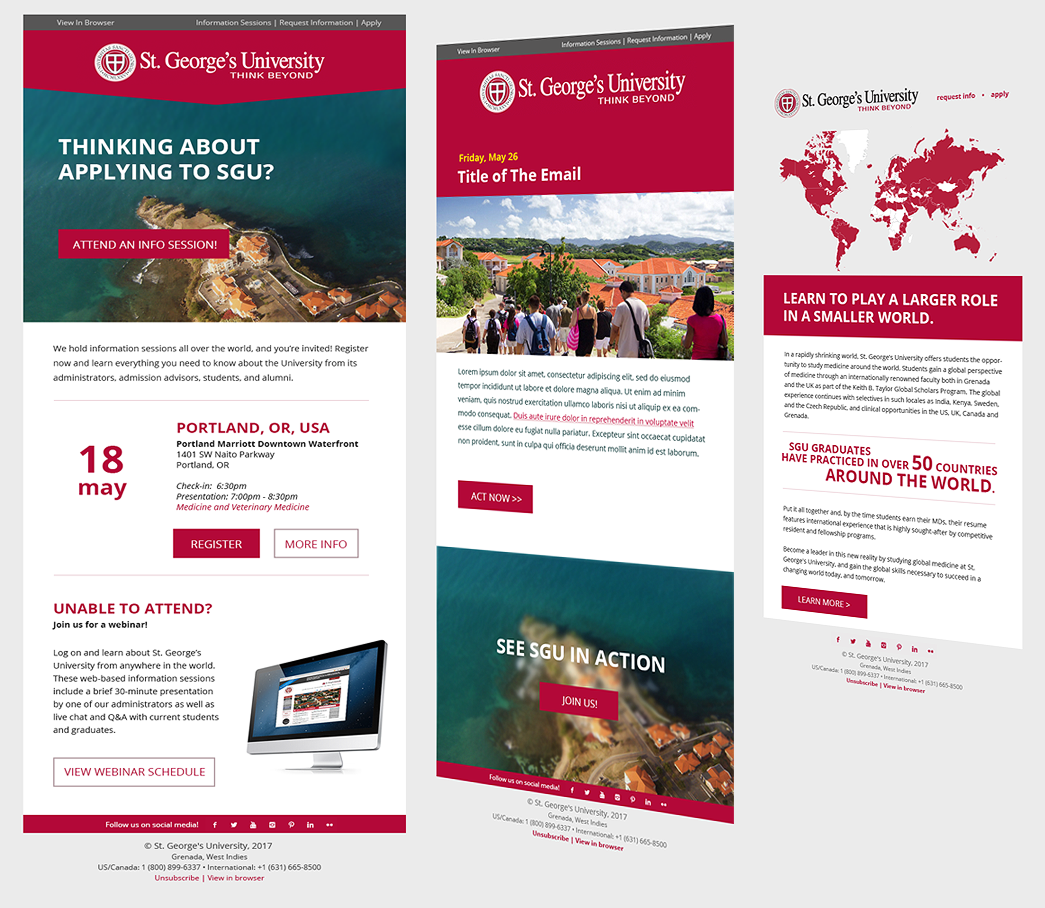 View In Browser
Information Sessions | Request Information | Apply
St. George's University
THINK BEYOND
THINKING ABOUT
APPLYING TO SGU?
ATTEND AN INFO SESSION!
We hold information sessions all over the world, and you're invited! Register
now and learn everything you need to know about the University from its
administrators, admission advisors, students, and alumni.
18
may
PORTLAND, OR, USA
Portland Marriott Downtown Waterfront
1401 SW Naito Parkway
Portland, OR
Check-in: 6:30pm
Presentation: 7:00pm - 8:30pm
Medicine and Veterinary Medicine
REGISTER
MORE INFO
UNABLE TO ATTEND?
Join us for a webinar!
Log on and learn about St. George's
University from anywhere in the world.
These web-based information sessions
include a brief 30-minute presentation
by one of our administrators as well as
live chat and Q&A with current students
and graduates.
VIEW WEBINAR SCHEDULE
Follow us on social media!
© St. George's University, 2017
Grenada, West Indies
US/Canada: 1 (800) 899-6337 • International: +1 (631) 665-8500
Unsubscribe | View in browser
View In Browser
Information Sessions | Request Information | Apply
St. George's University
THINK BEYOND
Friday, May 26
Title of The Email
Lorem ipsum dolor sit amet, consectetur adipiscing elit, sed do eiusmod
tempor incididunt ut labore et dolore magna aliqua. Ut enim ad minim
veniam, quis nostrud exercitation ullamco laboris nisi ut aliquip ex ea com-
modo consequat. Duis aute irure dolor in reprehenderit in voluptate velit
esse cillum dolore eu fugiat nulla pariatur. Excepteur sint occaecat cupidatat
non proident, sunt in culpa qui officia deserunt mollit anim id est laborum.
ACT NOW >>
SEE SGU IN ACTION
JOIN US!
Follow us on social media!
© St. George's University, 2017
Grenada, West Indies
US/Canada: 1 (800) 899-6337 • International: +1 (631) 665-8500
Unsubscribe | View in browser
St. George's University
THINK BEYOND
request info • apply
LEARN TO PLAY A LARGER ROLE
IN A SMALLER WORLD.
In a rapidly shrinking world, St. George's University offers students the oppor-
tunity to study medicine around the world. Students gain a global perspective
of medicine through an internationally renowned faculty both in Grenada
and the UK as part of the Keith B. Taylor Global Scholars Program. The global
experience continues with selectives in such locales as India, Kenya, Sweden,
and the Czech Republic, and clinical opportunities in the US, UK, Canada and
Grenada.
SGU GRADUATES
HAVE PRACTICED IN OVER 50 COUNTRIES
AROUND THE WORLD.
Put it all together and, by the time students earn their MDs, their resume
features international experience that is highly sought-after by competitive
resident and fellowship programs.
Become a leader in this new reality by studying global medicine at St.
George's University, and gain the global skills necessary to succeed in a
changing world today, and tomorrow.
LEARN MORE >
© St. George's University, 2017
Grenada, West Indies
US/Canada: 1 (800) 899-6337 • International: +1 (631) 665-8500
Unsubscribe | View in browser